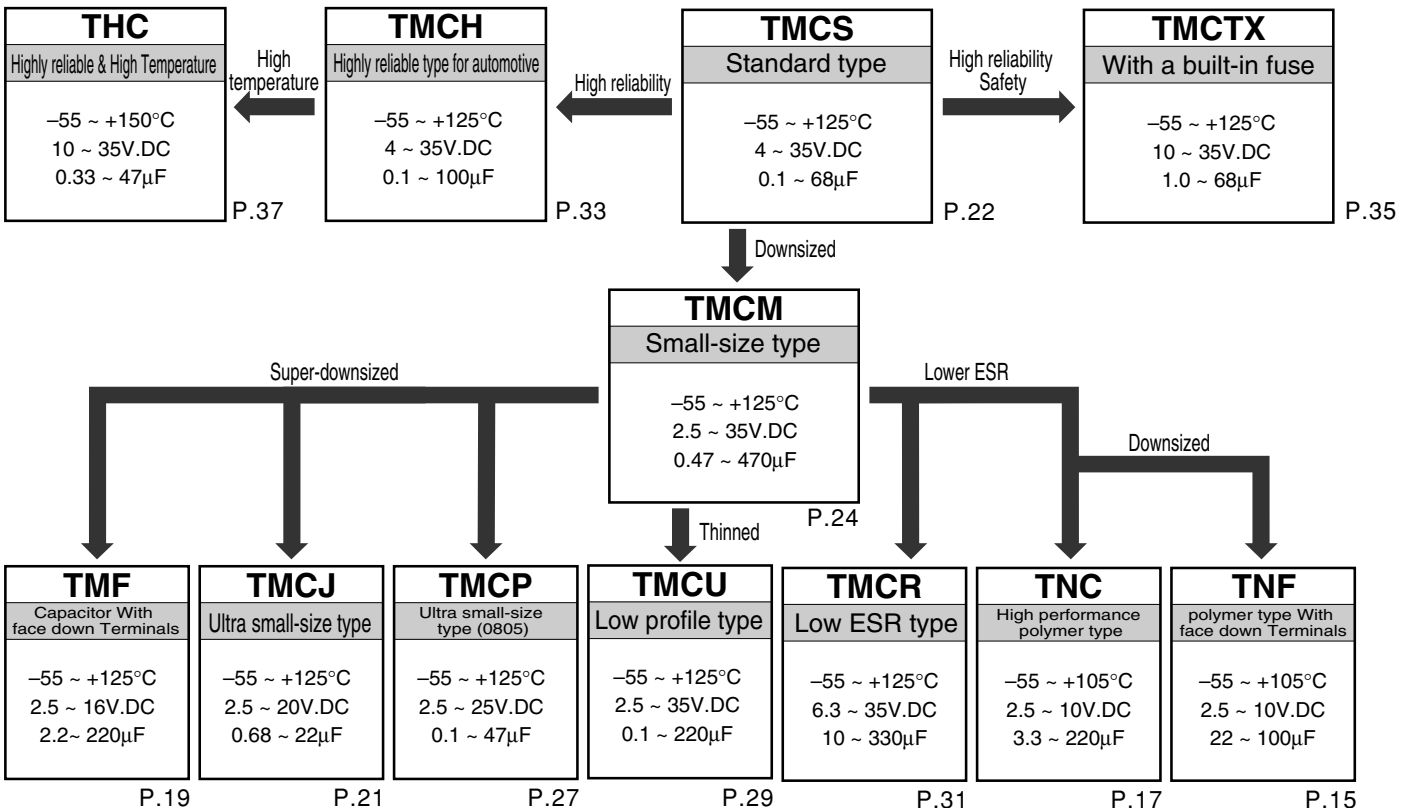 THC
Highly reliable & High Temperature
–55 ~ +150°C
10 ~ 35V.DC
0.33 ~ 47µF
P.37
High
temperature
TMCH
Highly reliable type for automotive
–55 ~ +125°C
4 ~ 35V.DC
0.1 ~ 100µF
P.33
High reliability
TMCS
Standard type
–55 ~ +125°C
4 ~ 35V.DC
0.1 ~ 68µF
P.22
High reliability
Safety
TMCTX
With a built-in fuse
–55 ~ +125°C
10 ~ 35V.DC
1.0 ~ 68µF
P.35
Downsized
TMCM
Small-size type
–55 ~ +125°C
2.5 ~ 35V.DC
0.47 ~ 470µF
P.24
Super-downsized
Lower ESR
Downsized
Thinned
TMF
Capacitor With
face down Terminals
–55 ~ +125°C
2.5 ~ 16V.DC
2.2~ 220µF
P.19
TMCJ
Ultra small-size type
–55 ~ +125°C
2.5 ~ 20V.DC
0.68 ~ 22µF
P.21
TMCP
Ultra small-size
type (0805)
–55 ~ +125°C
2.5 ~ 25V.DC
0.1 ~ 47µF
P.27
TMCU
Low profile type
–55 ~ +125°C
2.5 ~ 35V.DC
0.1 ~ 220µF
P.29
TMCR
Low ESR type
–55 ~ +125°C
6.3 ~ 35V.DC
10 ~ 330µF
P.31
TNC
High performance
polymer type
–55 ~ +105°C
2.5 ~ 10V.DC
3.3 ~ 220µF
P.17
TNF
polymer type With
face down Terminals
–55 ~ +105°C
2.5 ~ 10V.DC
22 ~ 100µF
P.15